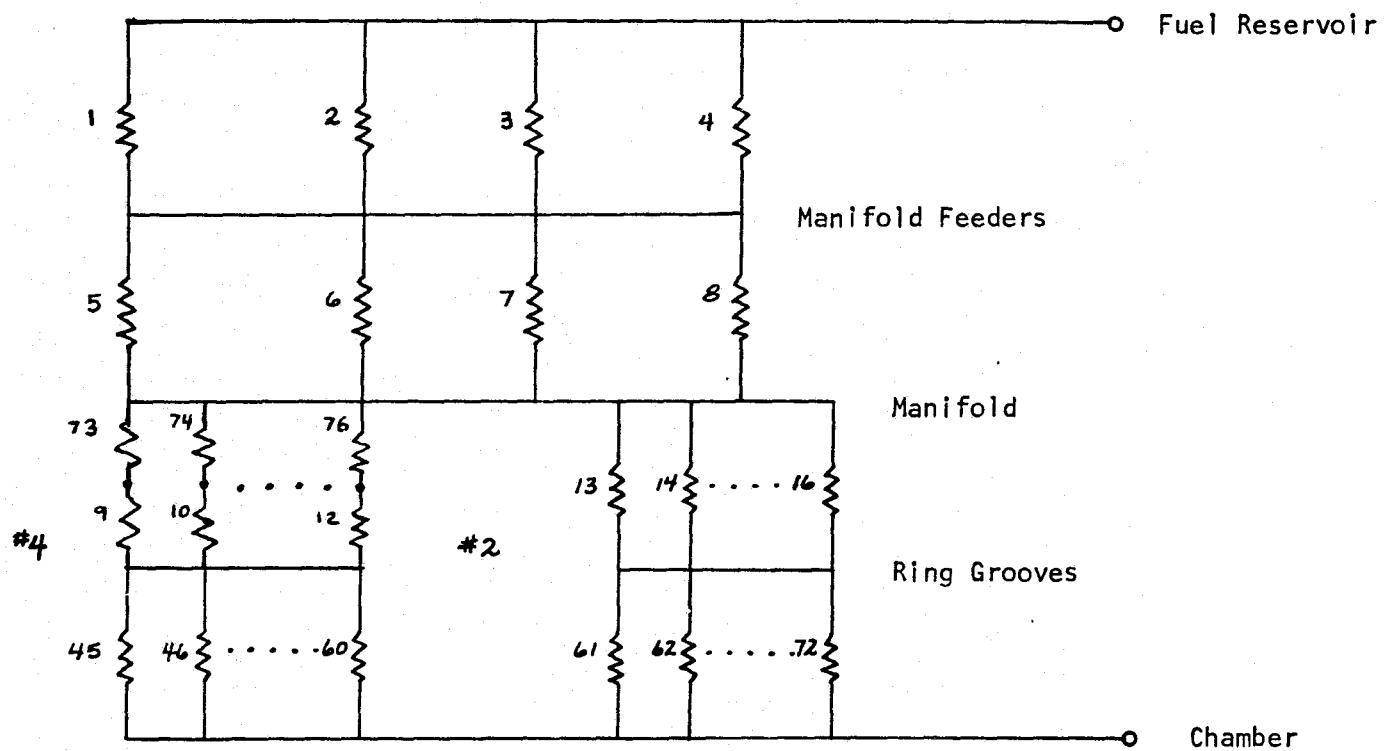 Fuel Reservoir
1 2 3 4
Manifold Feeders
5 6 7 8
Manifold
73 74 76
13 14 ..... 16
9 10 12
#4 #2
Ring Grooves
45 46 ..... 60 61 62 ..... 72
Chamber